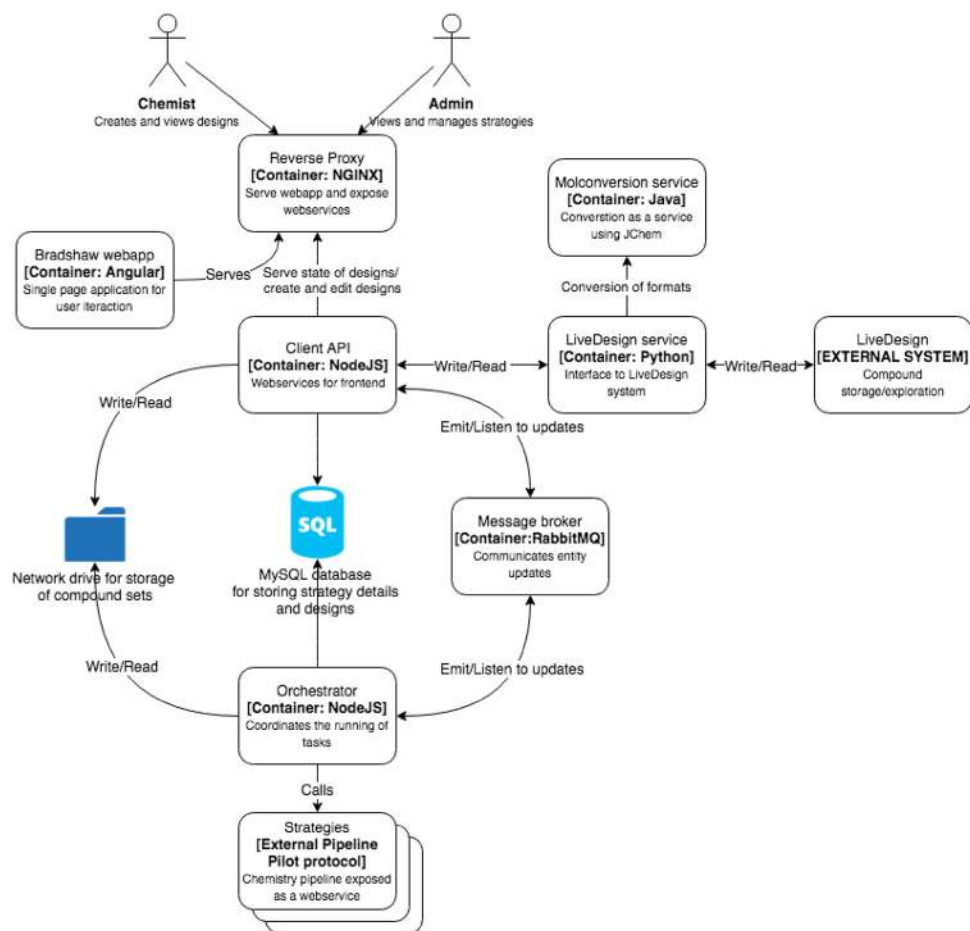 Chemist
Creates and views designs
Admin
Views and manages strategies
Reverse Proxy
[Container: NGINX]
Serve webapp and expose
webservices
Molconversion service
[Container: Java]
Converstion as a service
using JChem
Bradshaw webapp
[Container: Angular]
Single page application for
user iteraction
Serves
Serve state of designs/
create and edit designs
Conversion of formats
Client API
[Container: NodeJS]
Webservices for frontend
Write/Read
LiveDesign service
[Container: Python]
Interface to LiveDesign
system
Write/Read
LiveDesign
[EXTERNAL SYSTEM]
Compound
storage/exploration
Write/Read
Emit/Listen to updates
SQL
Message broker
[Container:RabbitMQ]
Communicates entity
updates
Network drive for storage
of compound sets
MySQL database
for storing strategy details
and designs
Write/Read
Emit/Listen to updates
Orchestrator
[Container: NodeJS]
Coordinates the running of
tasks
Calls
Strategies
[External Pipeline
Pilot protocol]
Chemistry pipeline exposed
as a webservice